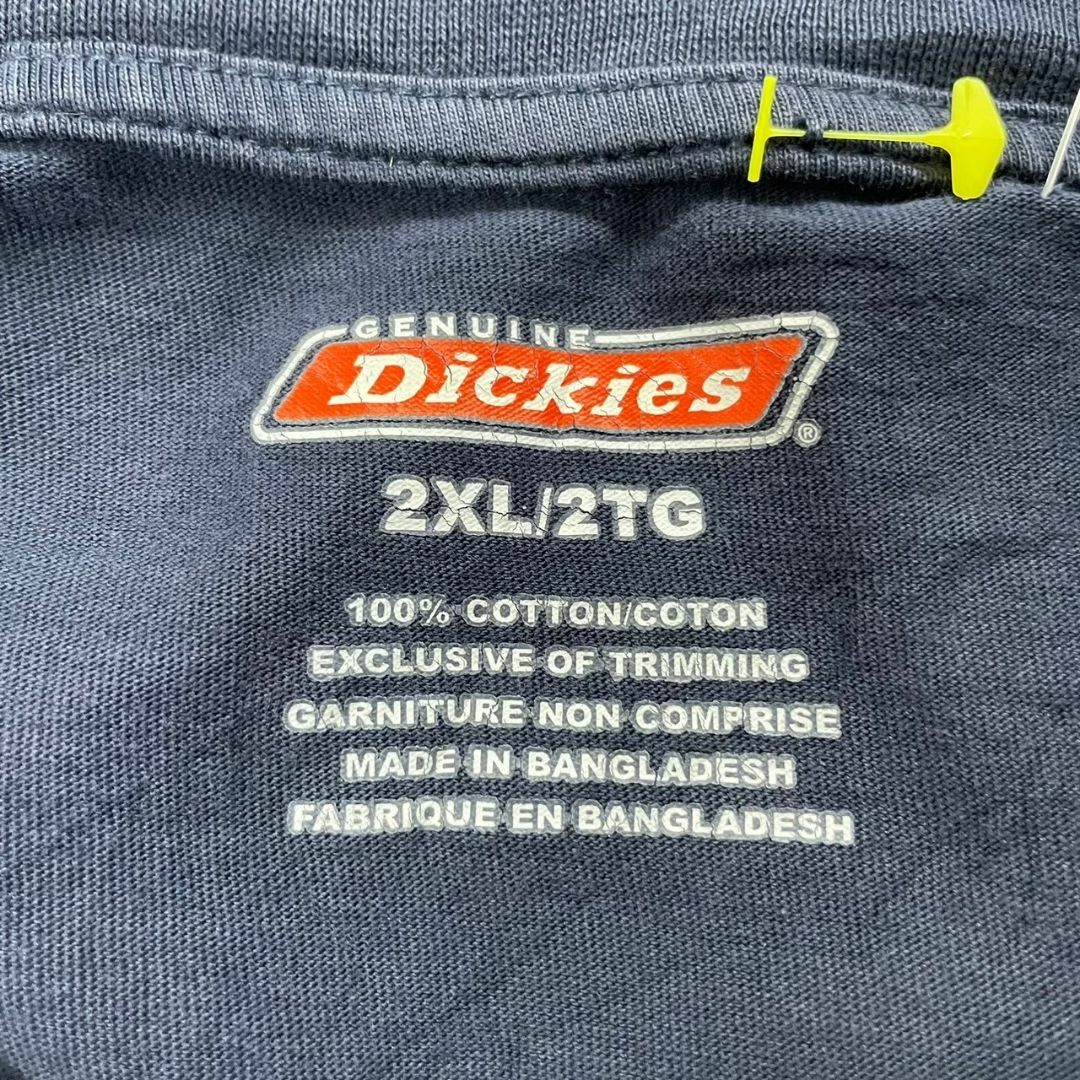 GENUINE
Dickies®
2XL/2TG
100% COTTON/COTON
EXCLUSIVE OF TRIMMING
GARNITURE NON COMPRISE
MADE IN BANGLADESH
FABRIQUE EN BANGLADESH